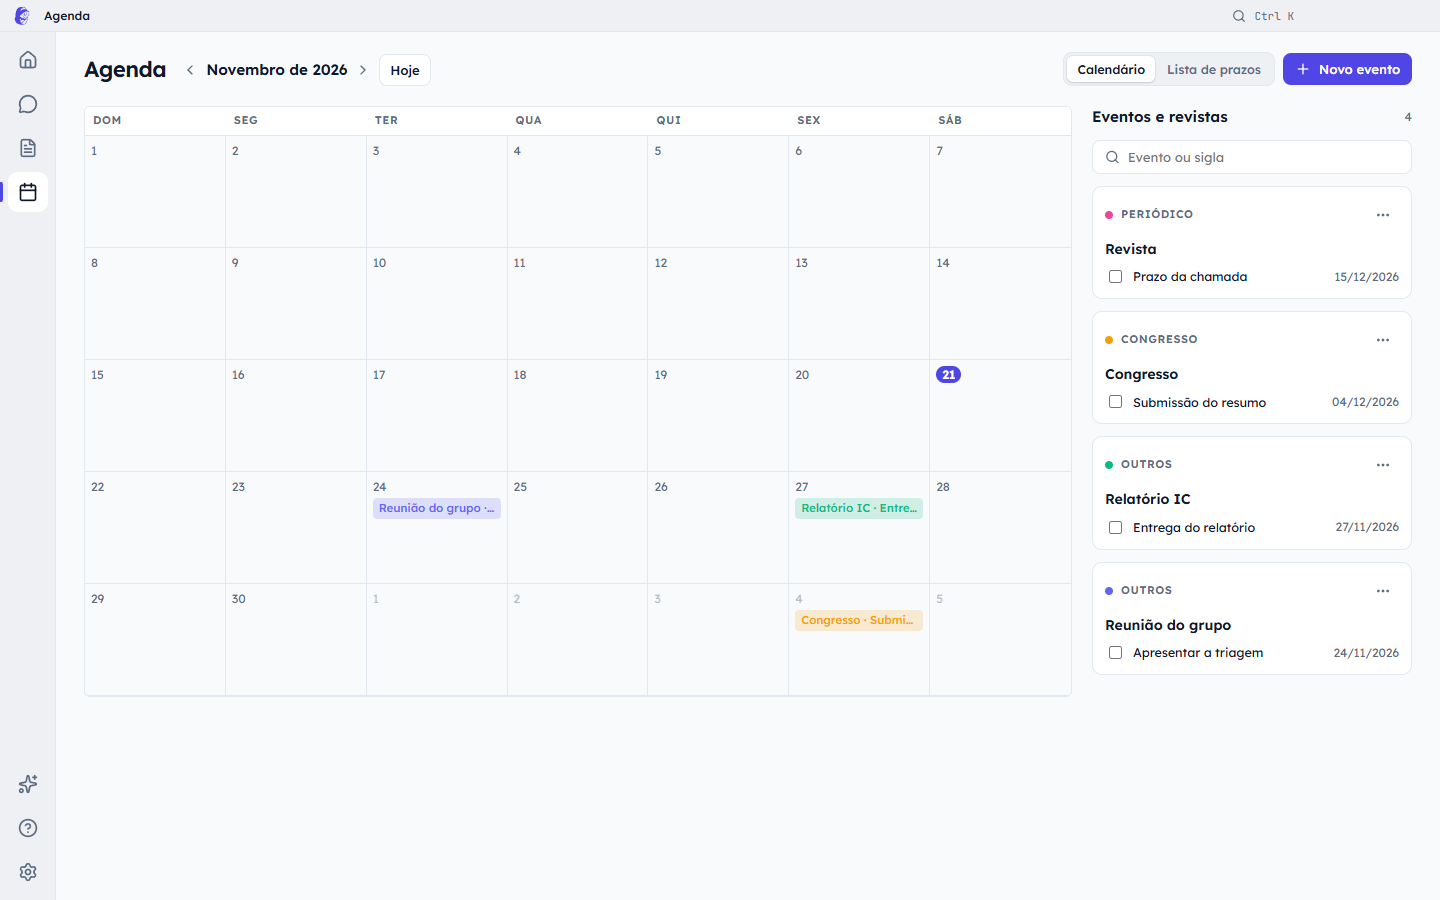 Agenda
Ctrl K
Agenda
Novembro de 2026
Hoje
Calendário
Lista de prazos
Novo evento
DOM SEG TER QUA QUI SEX SÁB
1 2 3 4 5 6 7
8 9 10 11 12 13 14
15 16 17 18 19 20 21
22 23 24 25 26 27 28
Reunião do grupo ·...
Relatório IC · Entre...
29 30 1 2 3 4 5
Congresso · Submi...
Eventos e revistas 4
Evento ou sigla
PERIÓDICO
Revista
Prazo da chamada 15/12/2026
CONGRESSO
Congresso
Submissão do resumo 04/12/2026
OUTROS
Relatório IC
Entrega do relatório 27/11/2026
OUTROS
Reunião do grupo
Apresentar a triagem 24/11/2026